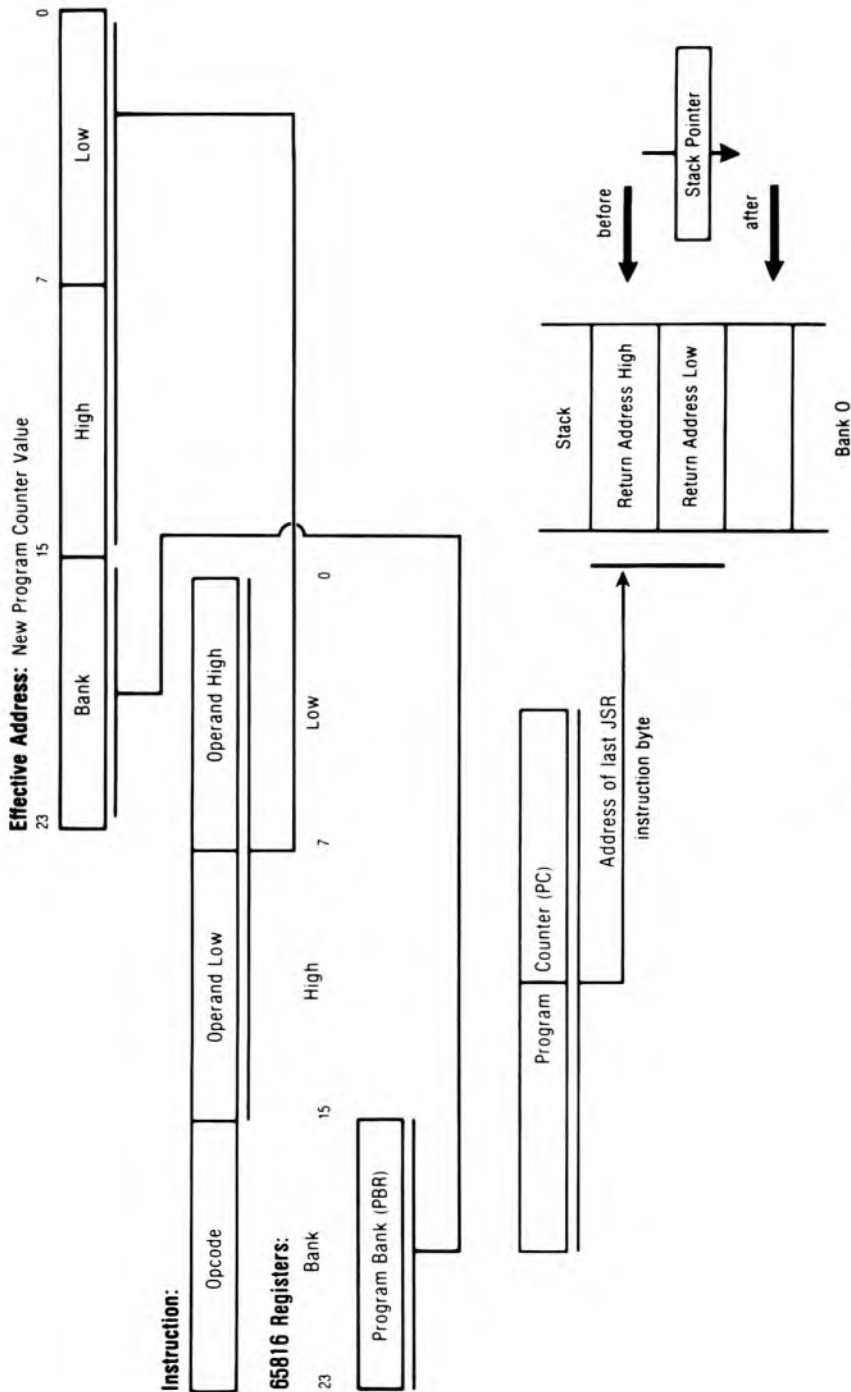 Effective Address: New Program Counter Value
23 15 7 0
Bank High Low
Instruction:
Opcode Operand Low Operand High
65816 Registers:
Bank High Low
23 15 7 0
Program Bank (PBR)
Program Counter (PC)
Address of last JSR
instruction byte
Stack
Return Address High
Return Address Low
Bank 0
before
after
Stack Pointer